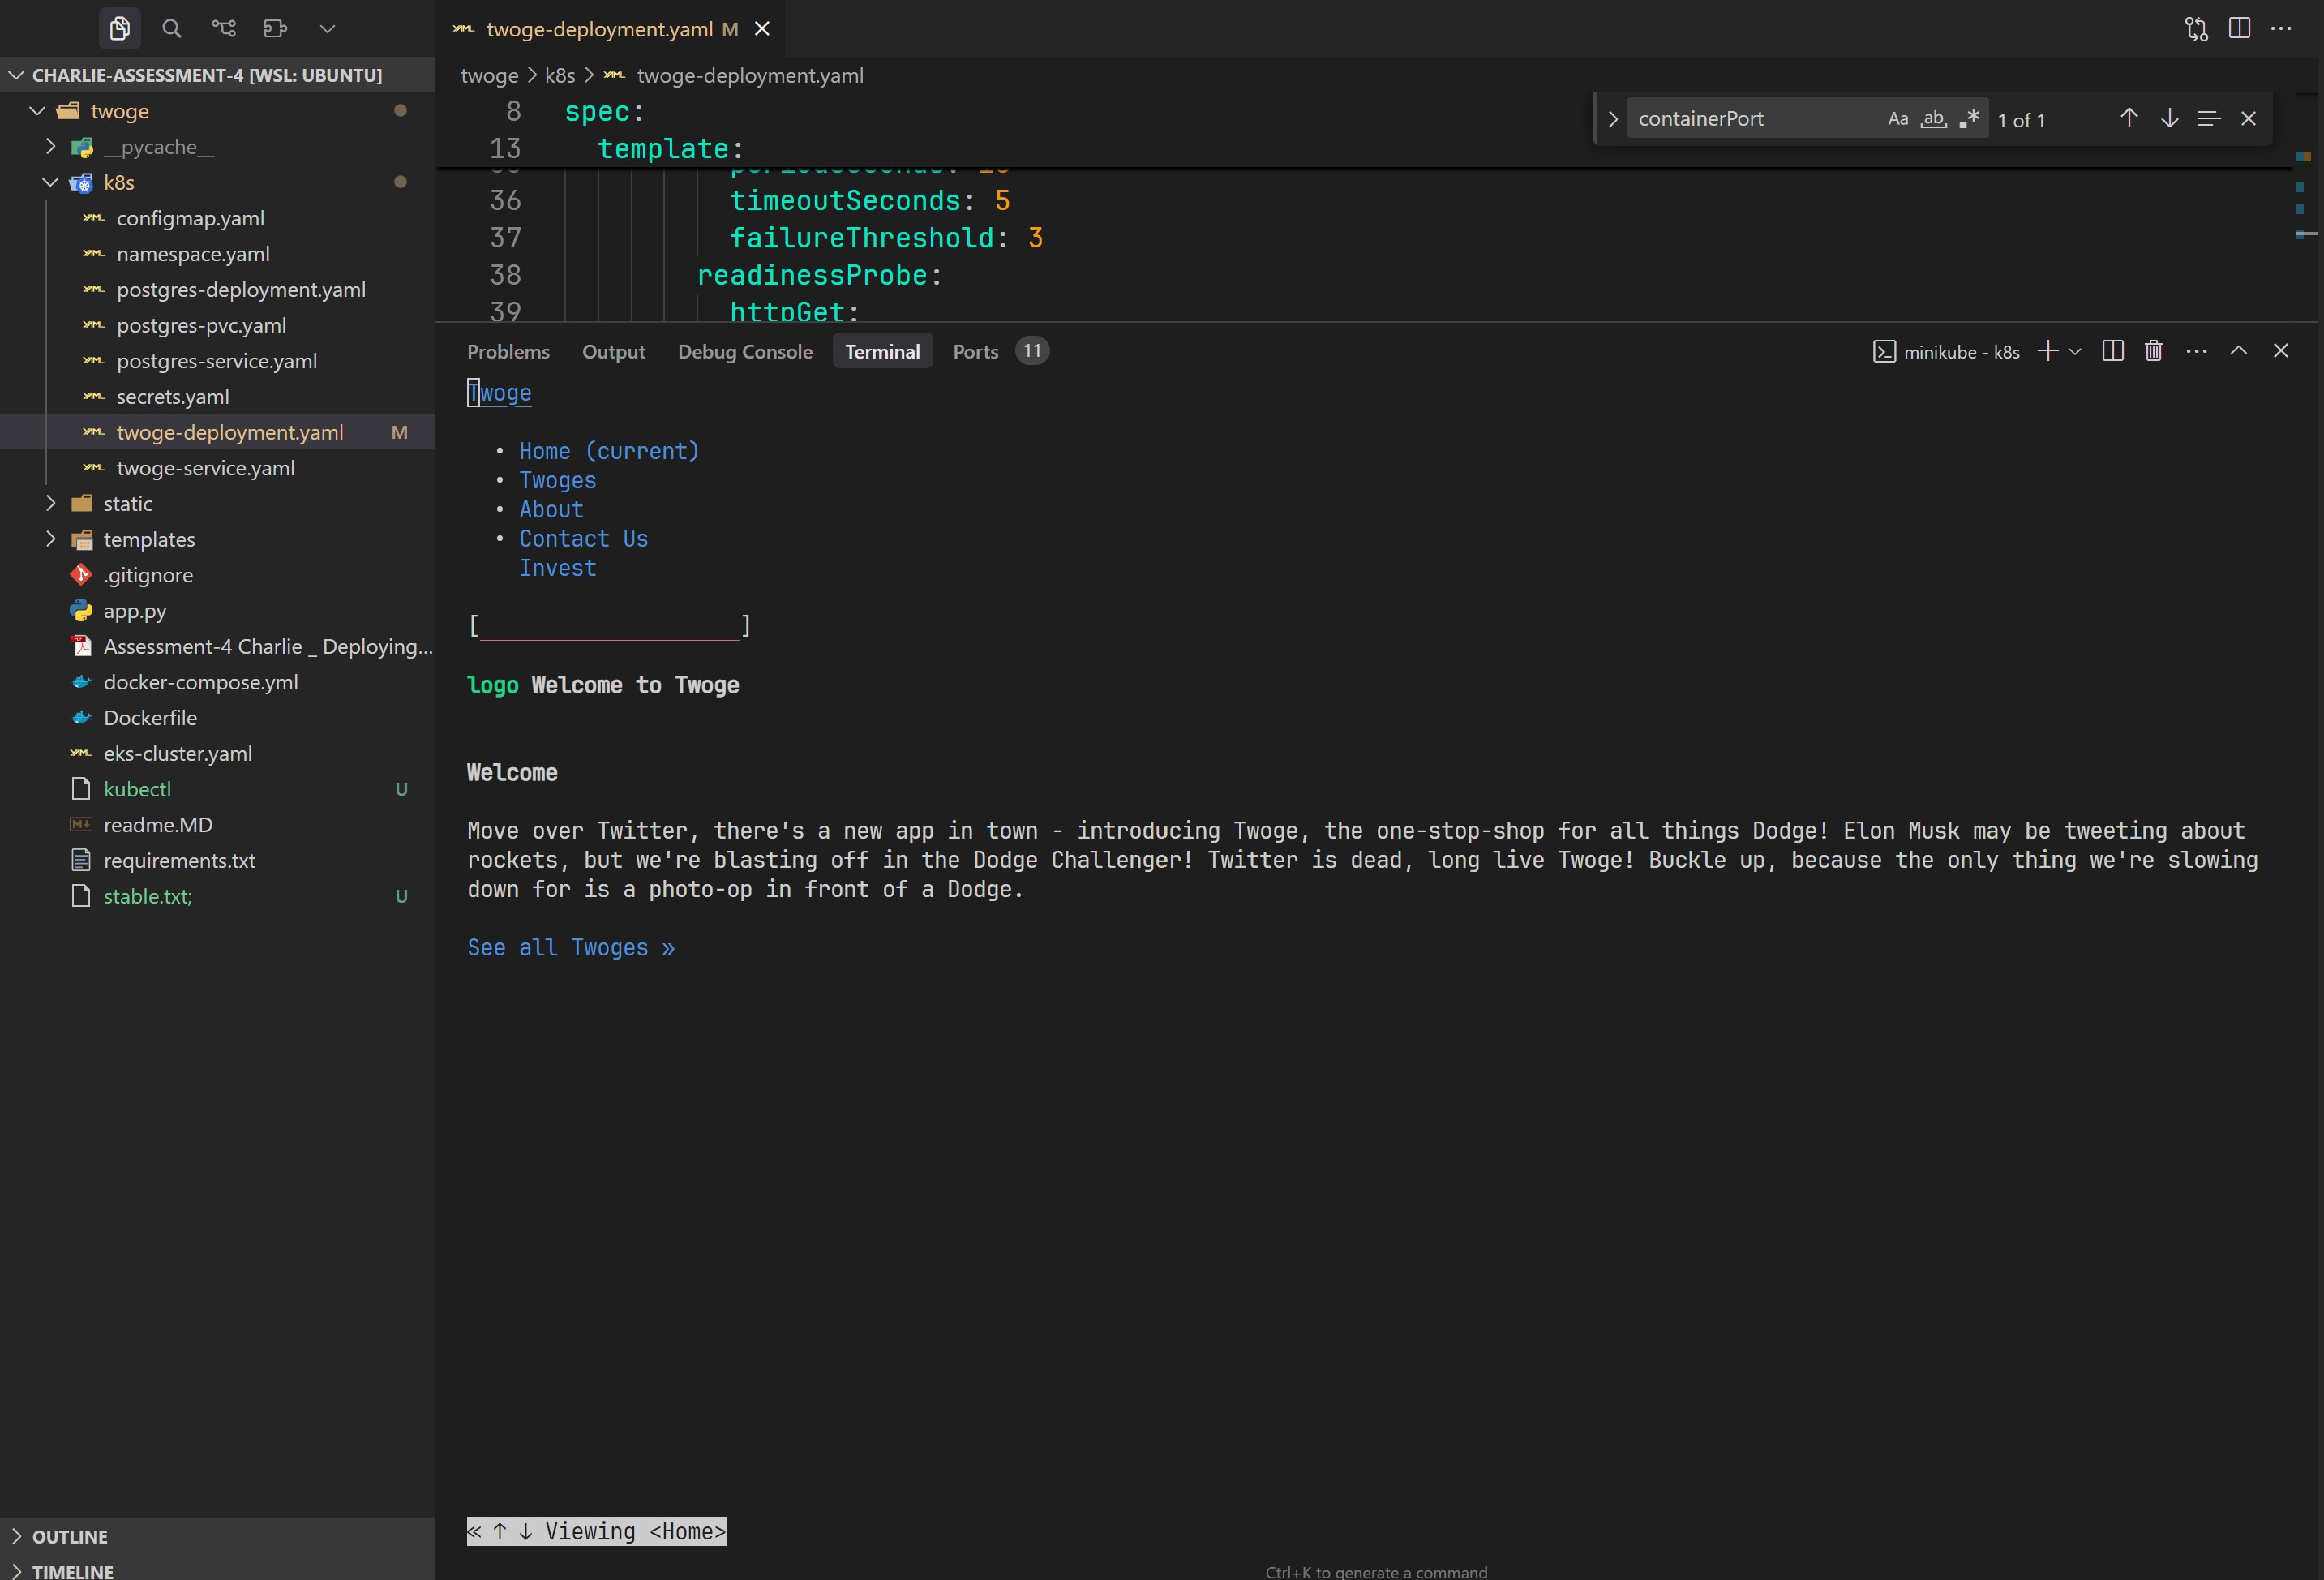 twoge-deployment.yaml M
CHARLIE-ASSESSMENT-4 [WSL: UBUNTU]
twoge
__pycache__
k8s
configmap.yaml
namespace.yaml
postgres-deployment.yaml
postgres-pvc.yaml
postgres-service.yaml
secrets.yaml
twoge-deployment.yaml M
twoge-service.yaml
static
templates
.gitignore
app.py
Assessment-4 Charlie _ Deploying...
docker-compose.yml
Dockerfile
eks-cluster.yaml
kubectl U
readme.MD
requirements.txt
stable.txt; U
OUTLINE
TIMELINE
twoge > k8s > twoge-deployment.yaml
8 spec:
13 template:
containerPort Aa ab .* 1 of 1
36 timeoutSeconds: 5
37 failureThreshold: 3
38 readinessProbe:
39 httpGet:
Problems Output Debug Console Terminal Ports 11 minikube - k8s
Twoge
• Home (current)
• Twoges
• About
• Contact Us
Invest
[____________________]
logo Welcome to Twoge
Welcome
Move over Twitter, there's a new app in town - introducing Twoge, the one-stop-shop for all things Dodge! Elon Musk may be tweeting about
rockets, but we're blasting off in the Dodge Challenger! Twitter is dead, long live Twoge! Buckle up, because the only thing we're slowing
down for is a photo-op in front of a Dodge.
See all Twoges »
« ↑ ↓ Viewing <Home>
Ctrl+K to generate a command